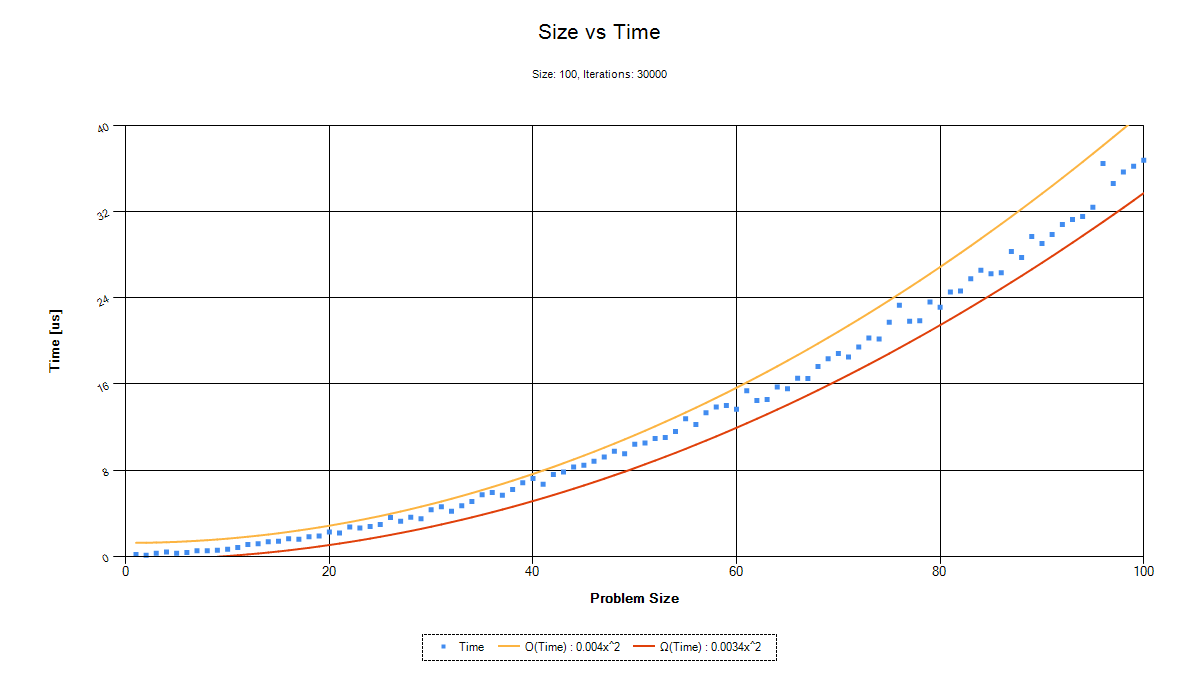 Size vs Time
Size: 100, Iterations: 30000
40
32
24
16
8
0
Time [us]
0 20 40 60 80 100
Problem Size
Time O(Time) : 0.004x^2 Ω(Time) : 0.0034x^2